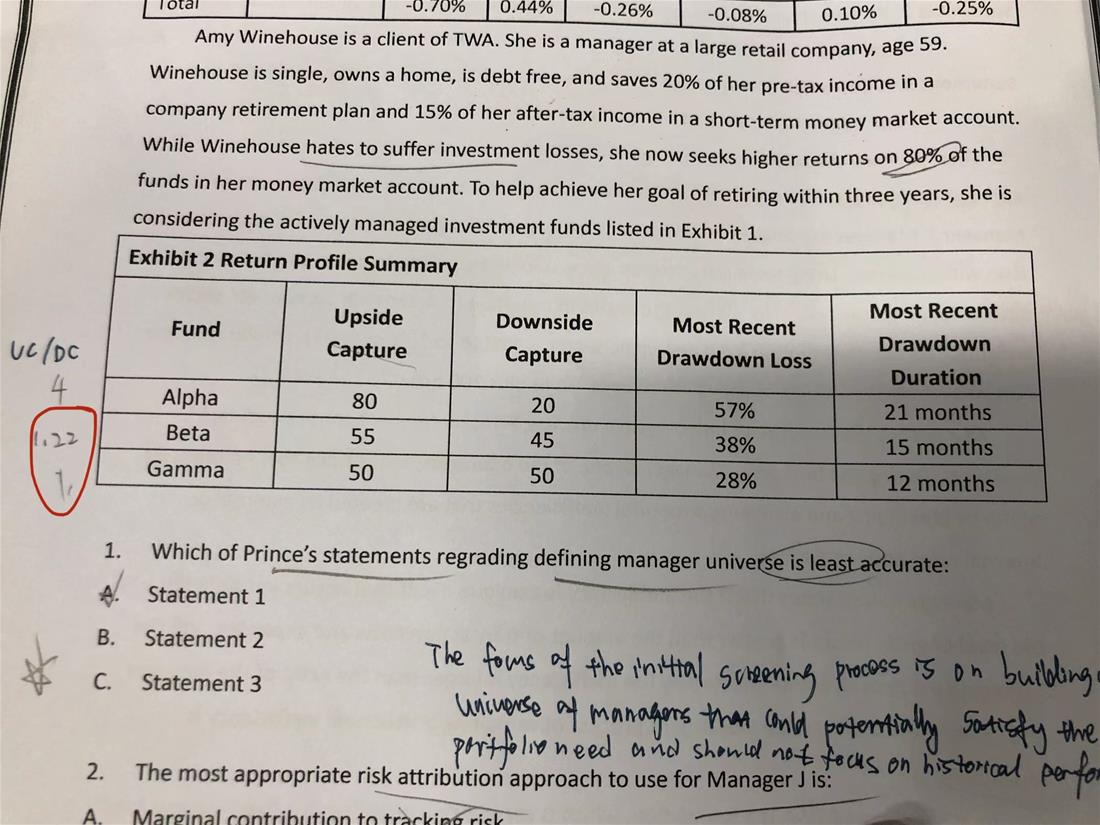 Total -0.70% 0.44% -0.26% -0.08% 0.10% -0.25%
Amy Winehouse is a client of TWA. She is a manager at a large retail company, age 59.
Winehouse is single, owns a home, is debt free, and saves 20% of her pre-tax income in a
company retirement plan and 15% of her after-tax income in a short-term money market account.
While Winehouse hates to suffer investment losses, she now seeks higher returns on 80% of the
funds in her money market account. To help achieve her goal of retiring within three years, she is
considering the actively managed investment funds listed in Exhibit 1.
Exhibit 2 Return Profile Summary
Fund Upside Capture Downside Capture Most Recent Drawdown Loss Most Recent Drawdown Duration
UC/DC
4 Alpha 80 20 57% 21 months
1.22 Beta 55 45 38% 15 months
1. Gamma 50 50 28% 12 months
1. Which of Prince's statements regrading defining manager universe is least accurate:
A. Statement 1
B. Statement 2
C. Statement 3
The focus of the initial screening process is on building
universe of managers that could potentially satisfy the
portfolio need and should not focus on historical perfo
2. The most appropriate risk attribution approach to use for Manager J is:
A. Marginal contribution to tracking risk